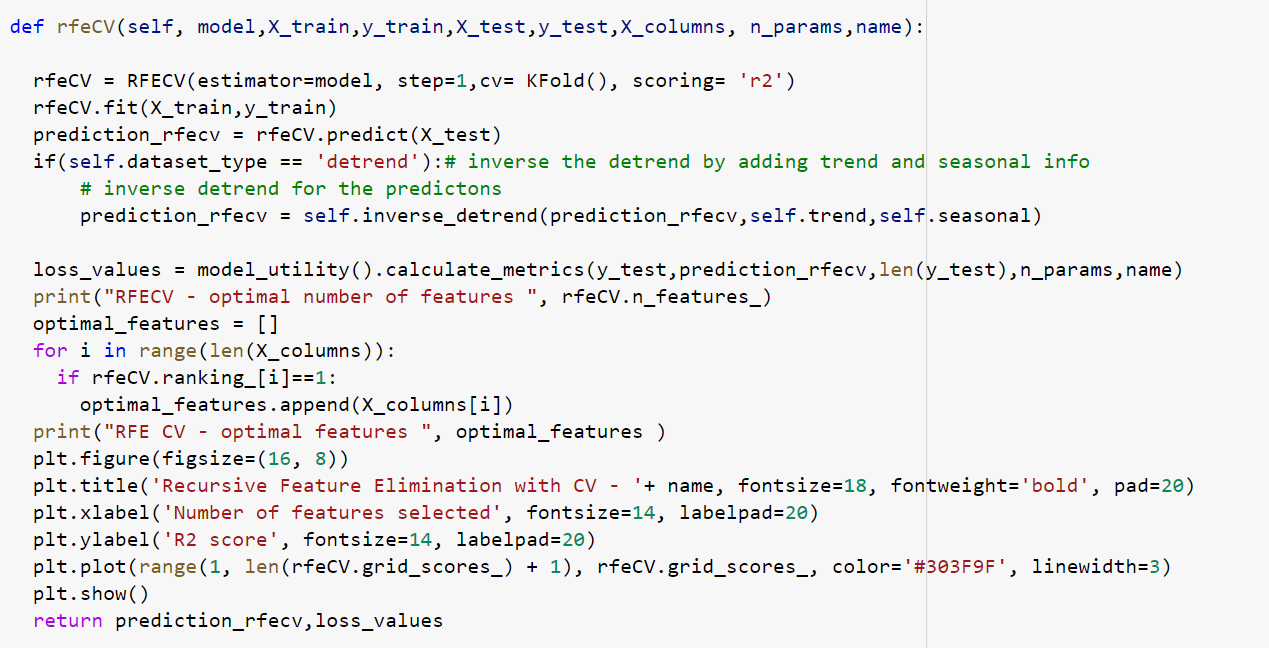 def rfeCV(self, model,X_train,y_train,X_test,y_test,X_columns, n_params,name):
rfeCV = RFECV(estimator=model, step=1,cv= KFold(), scoring= 'r2')
rfeCV.fit(X_train,y_train)
prediction_rfecv = rfeCV.predict(X_test)
if(self.dataset_type == 'detrend'):# inverse the detrend by adding trend and seasonal info
# inverse detrend for the predictons
prediction_rfecv = self.inverse_detrend(prediction_rfecv,self.trend,self.seasonal)
loss_values = model_utility().calculate_metrics(y_test,prediction_rfecv,len(y_test),n_params,name)
print("RFECV - optimal number of features ", rfeCV.n_features_)
optimal_features = []
for i in range(len(X_columns)):
if rfeCV.ranking_[i]==1:
optimal_features.append(X_columns[i])
print("RFE CV - optimal features ", optimal_features )
plt.figure(figsize=(16, 8))
plt.title('Recursive Feature Elimination with CV - '+ name, fontsize=18, fontweight='bold', pad=20)
plt.xlabel('Number of features selected', fontsize=14, labelpad=20)
plt.ylabel('R2 score', fontsize=14, labelpad=20)
plt.plot(range(1, len(rfeCV.grid_scores_) + 1), rfeCV.grid_scores_, color='#303F9F', linewidth=3)
plt.show()
return prediction_rfecv,loss_values